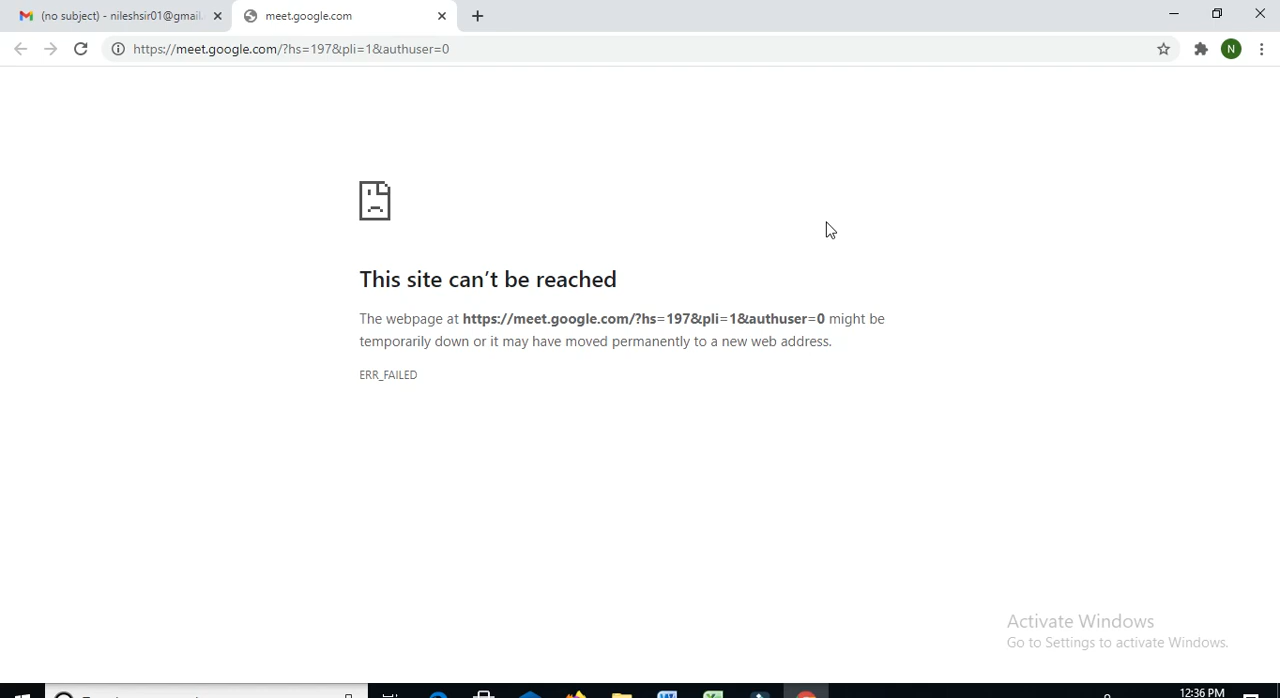 (no subject) - nileshsir01@gmail.
meet.google.com
https://meet.google.com/?hs=197&pli=1&authuser=0
N
This site can't be reached
The webpage at https://meet.google.com/?hs=197&pli=1&authuser=0 might be
temporarily down or it may have moved permanently to a new web address.
ERR_FAILED
Activate Windows
Go to Settings to activate Windows.
12:36 PM